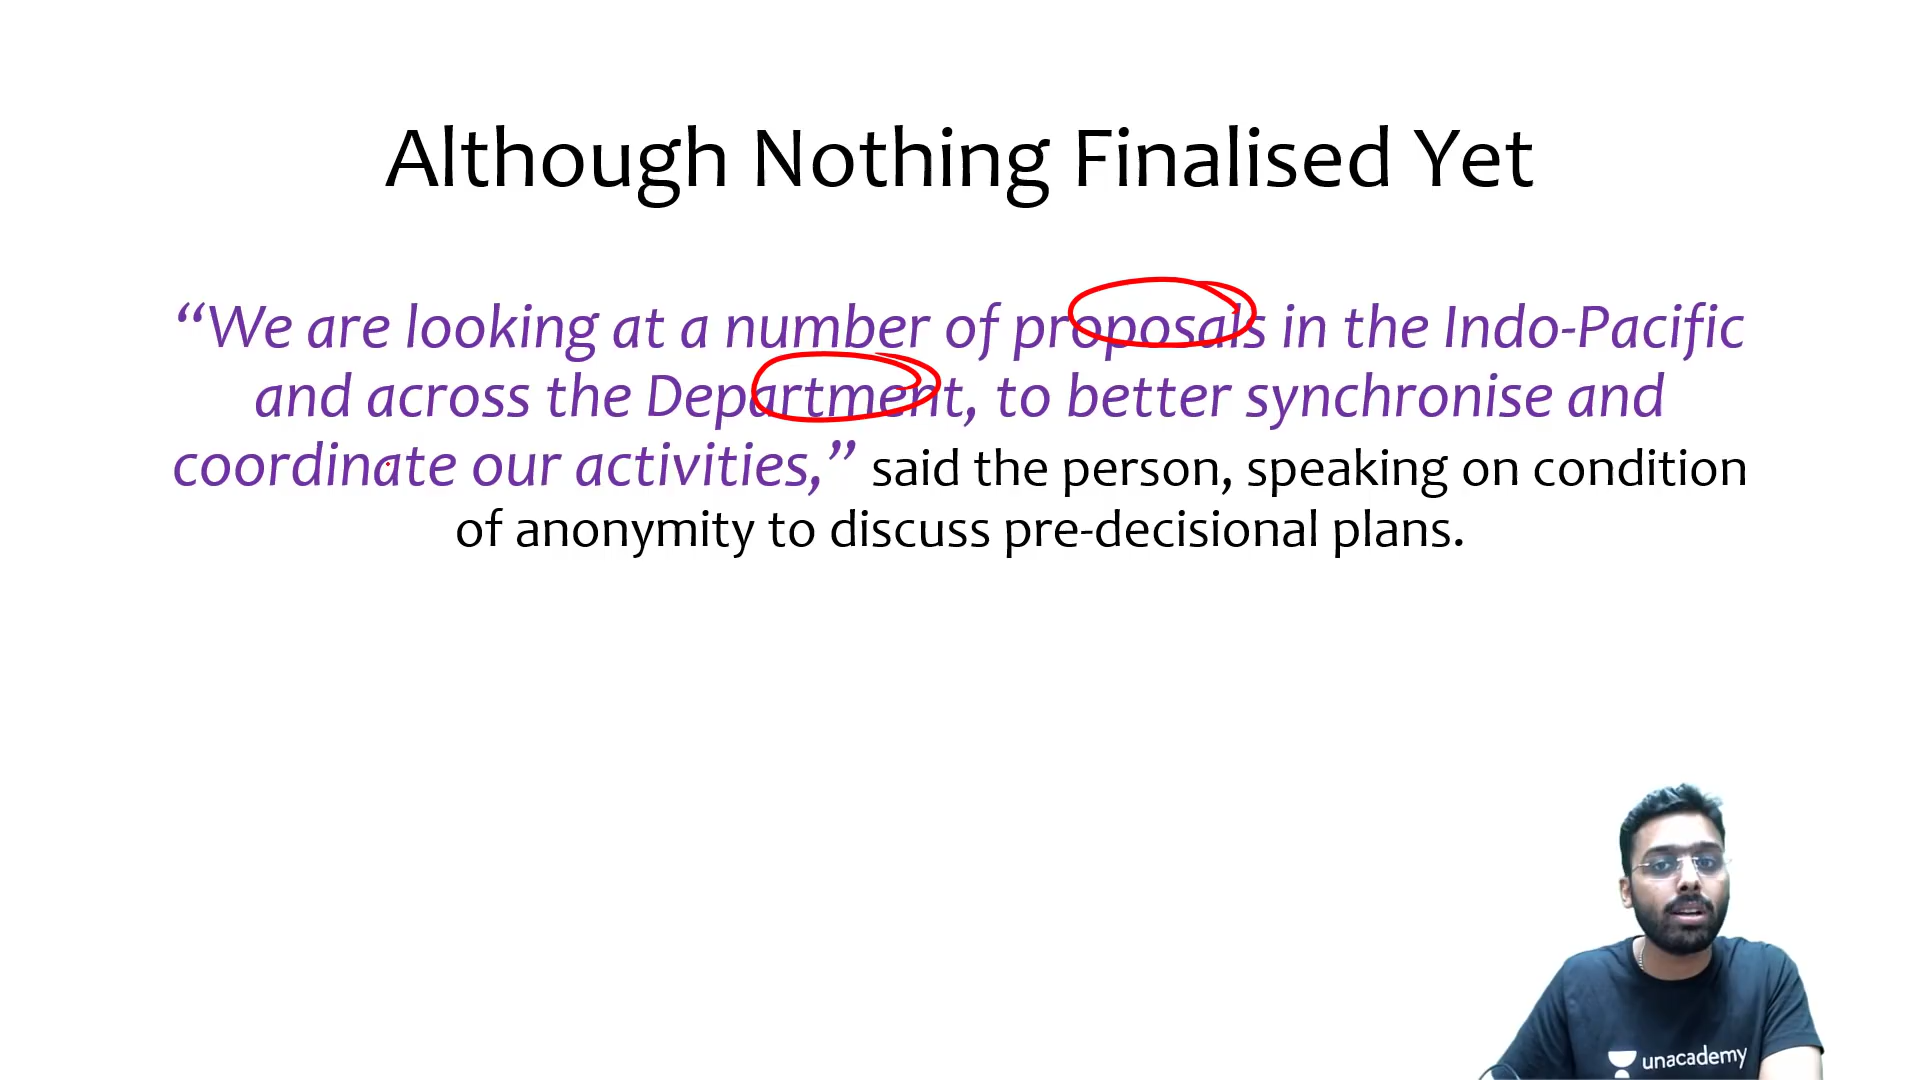 Although Nothing Finalised Yet
“We are looking at a number of proposals in the Indo-Pacific
and across the Department, to better synchronise and
coordinate our activities,” said the person, speaking on condition
of anonymity to discuss pre-decisional plans.
unacademy